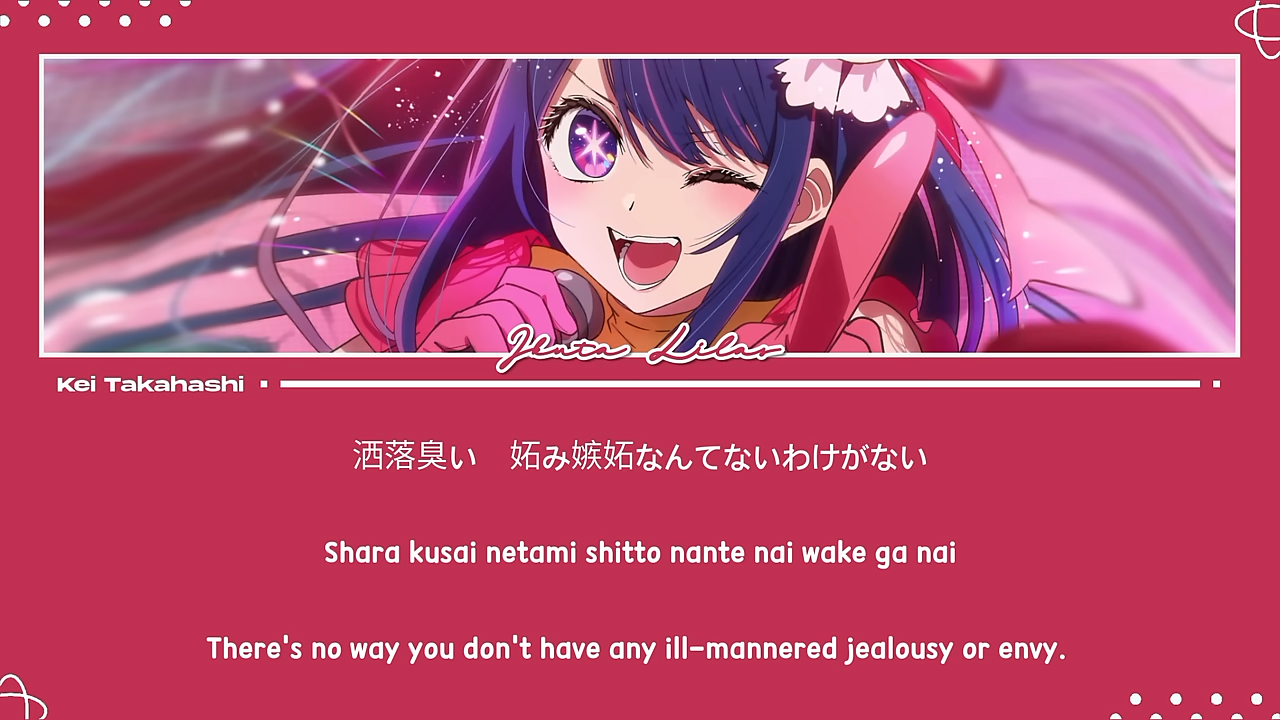 Jenta Lilas
Kei Takahashi
洒落臭い　妬み嫉妬なんてないわけがない
Shara kusai netami shitto nante nai wake ga nai
There's no way you don't have any ill-mannered jealousy or envy.